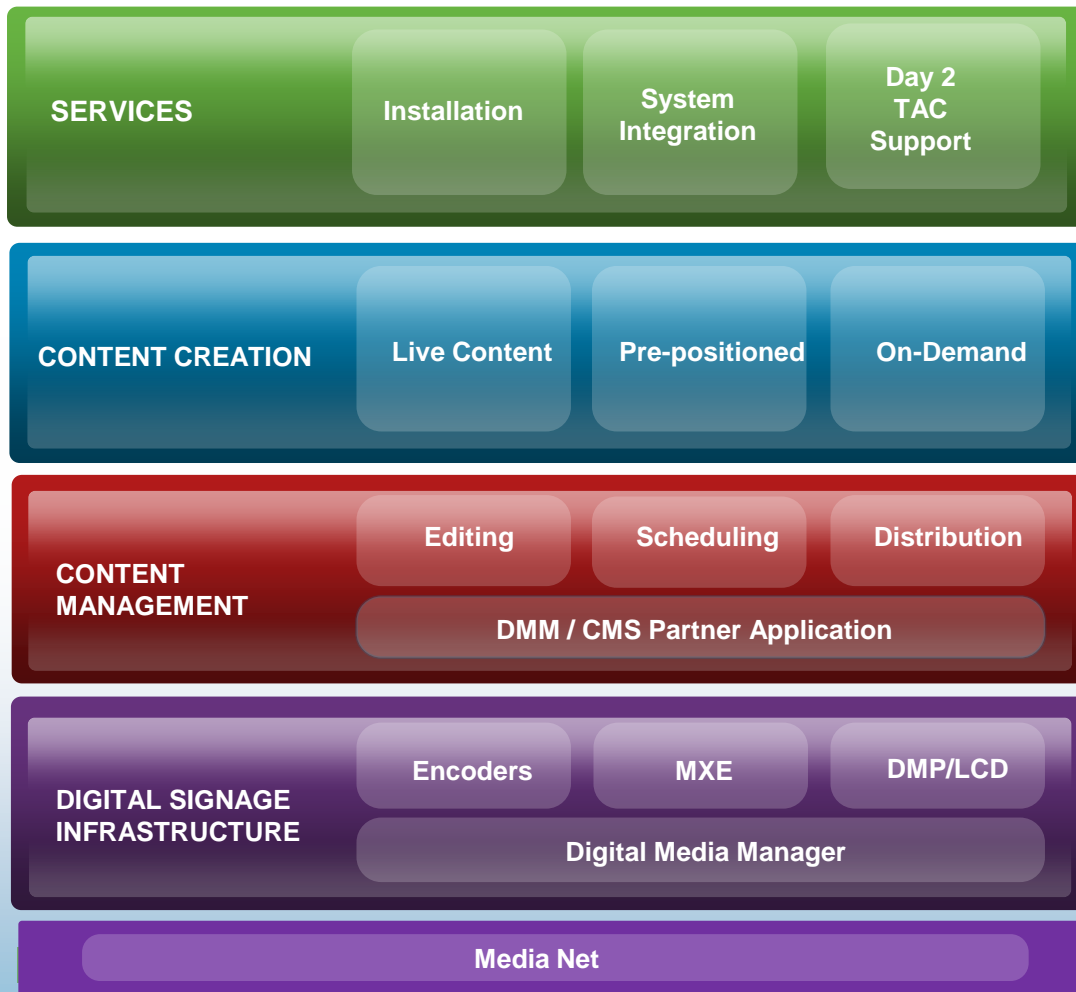 SERVICES
Installation
System
Integration
Day 2
TAC
Support
CONTENT CREATION
Live Content
Pre-positioned
On-Demand
CONTENT
MANAGEMENT
Editing
Scheduling
Distribution
DMM / CMS Partner Application
DIGITAL SIGNAGE
INFRASTRUCTURE
Encoders
MXE
DMP/LCD
Digital Media Manager
Media Net